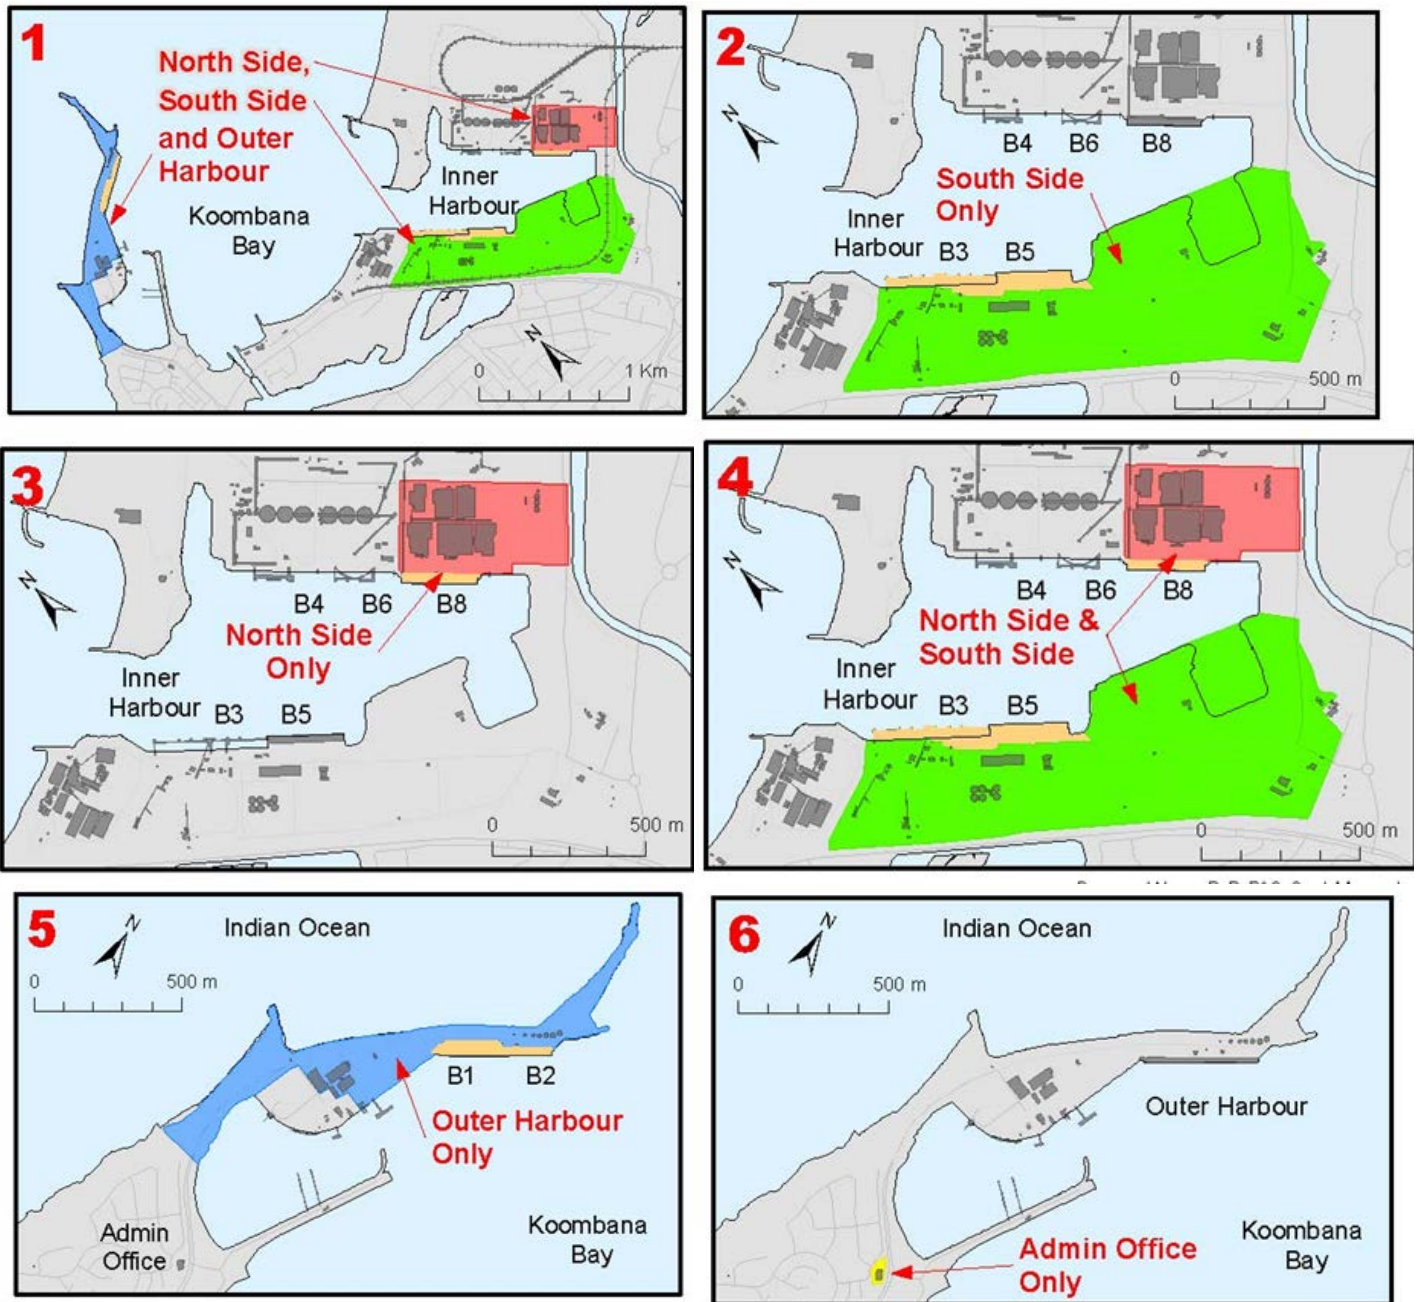 1
North Side,
South Side
and Outer
Harbour
Koombana
Bay
Inner
Harbour
N
0 1 Km
2
N
B4 B6 B8
South Side
Only
Inner
Harbour
B3 B5
0 500 m
3
N
B4 B6 B8
North Side
Only
Inner
Harbour
B3 B5
0 500 m
4
N
B4 B6 B8
North Side &
South Side
Inner
Harbour
B3 B5
0 500 m
5
N
Indian Ocean
0 500 m
B1 B2
Outer Harbour
Only
Admin
Office
Koombana
Bay
6
N
Indian Ocean
0 500 m
Outer Harbour
Koombana
Bay
Admin Office
Only